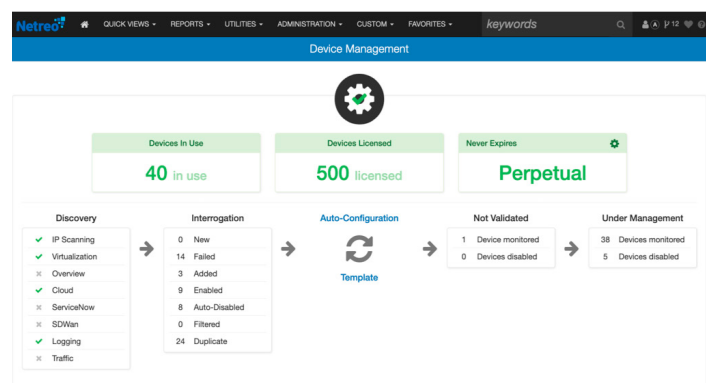 Netreo
QUICK VIEWS
REPORTS
UTILITIES
ADMINISTRATION
CUSTOM
FAVORITES
keywords
A
12
Device Management
Devices In Use
40 in use
Devices Licensed
500 licensed
Never Expires
Perpetual
Discovery
IP Scanning
Virtualization
Overview
Cloud
ServiceNow
SDWan
Logging
Traffic
Interrogation
0 New
14 Failed
3 Added
9 Enabled
8 Auto-Disabled
0 Filtered
24 Duplicate
Auto-Configuration
Template
Not Validated
1 Device monitored
0 Devices disabled
Under Management
38 Devices monitored
5 Devices disabled